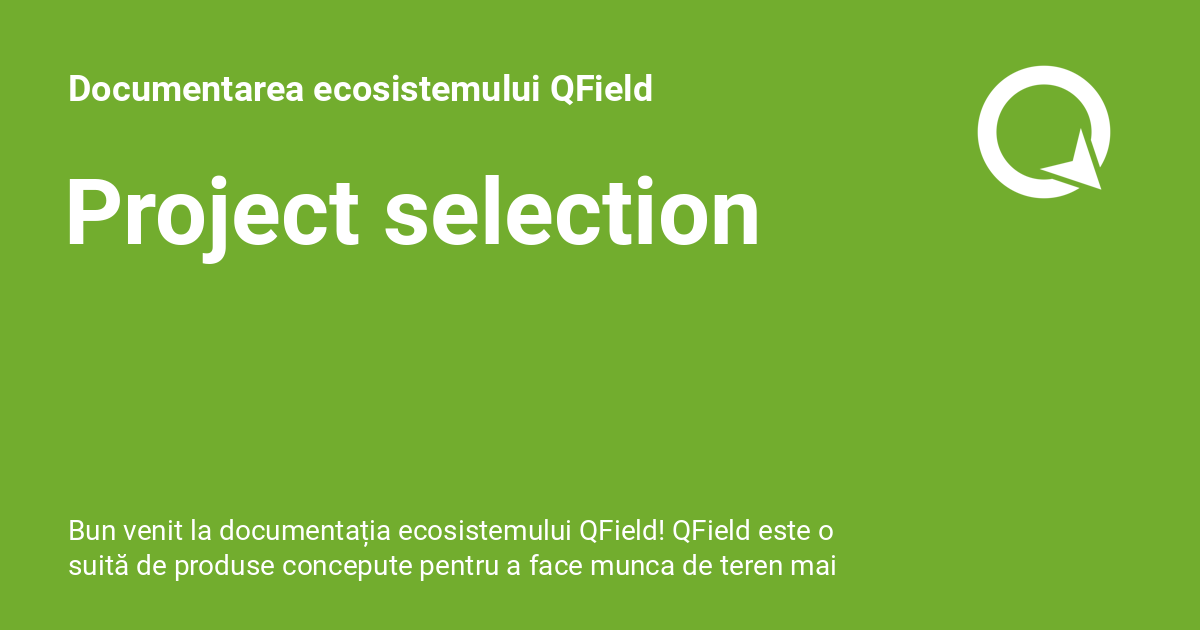 Documentarea ecosistemului QField
Project selection
Bun venit la documentația ecosistemului QField! QField este o
suită de produse concepute pentru a face munca de teren mai